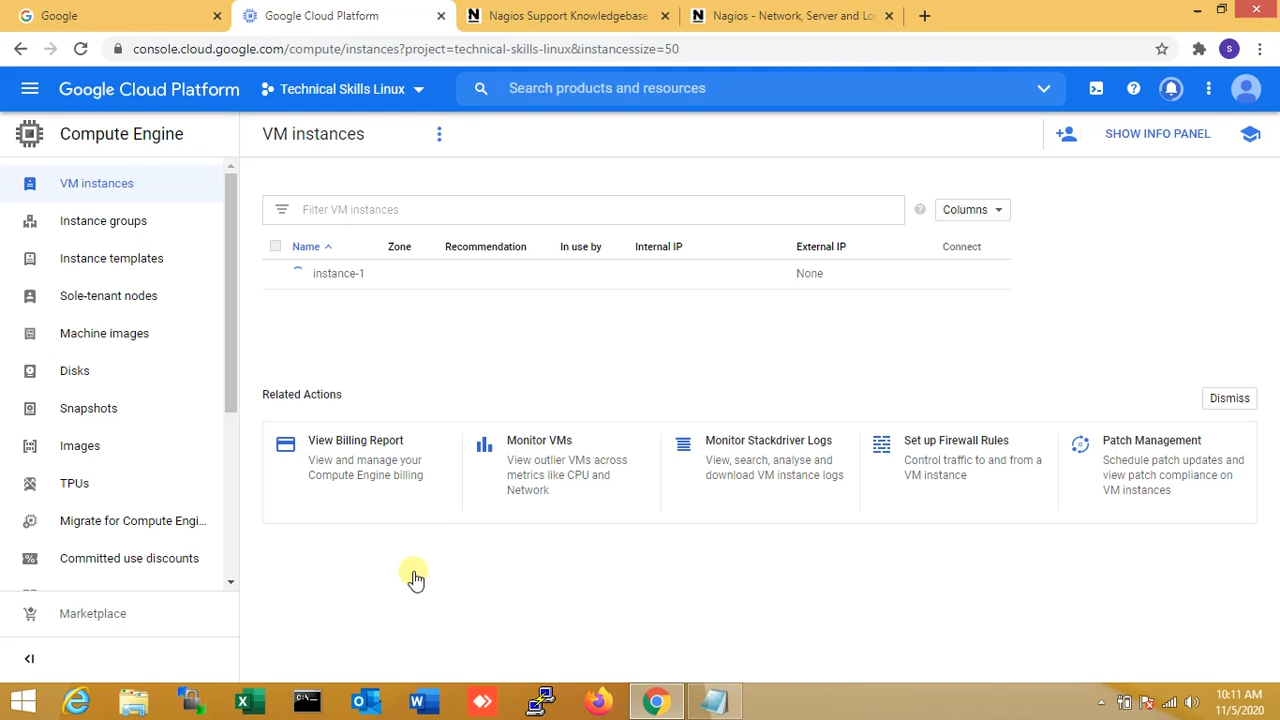 Google
Google Cloud Platform
Nagios Support Knowledgebase
Nagios - Network, Server and Lo
console.cloud.google.com/compute/instances?project=technical-skills-linux&instancessize=50
S
Google Cloud Platform
Technical Skills Linux
Search products and resources
Compute Engine
VM instances
SHOW INFO PANEL
VM instances
Instance groups
Instance templates
Sole-tenant nodes
Machine images
Disks
Snapshots
Images
TPUs
Migrate for Compute Engi...
Committed use discounts
Marketplace
Filter VM instances
Columns
Name
Zone
Recommendation
In use by
Internal IP
External IP
Connect
instance-1
None
Related Actions
Dismiss
View Billing Report
View and manage your
Compute Engine billing
Monitor VMs
View outlier VMs across
metrics like CPU and
Network
Monitor Stackdriver Logs
View, search, analyse and
download VM instance logs
Set up Firewall Rules
Control traffic to and from a
VM instance
Patch Management
Schedule patch updates and
view patch compliance on
VM instances
10:11 AM
11/5/2020